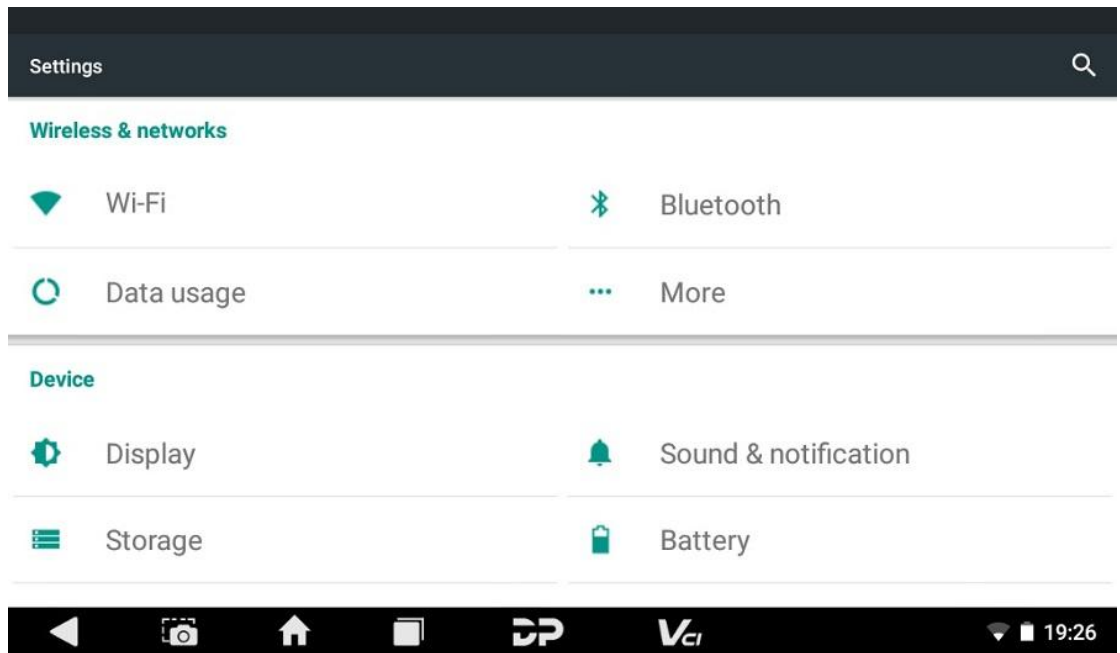 Settings
Wireless & networks
Wi-Fi
Bluetooth
Data usage
More
Device
Display
Sound & notification
Storage
Battery
DP
VCI
19:26